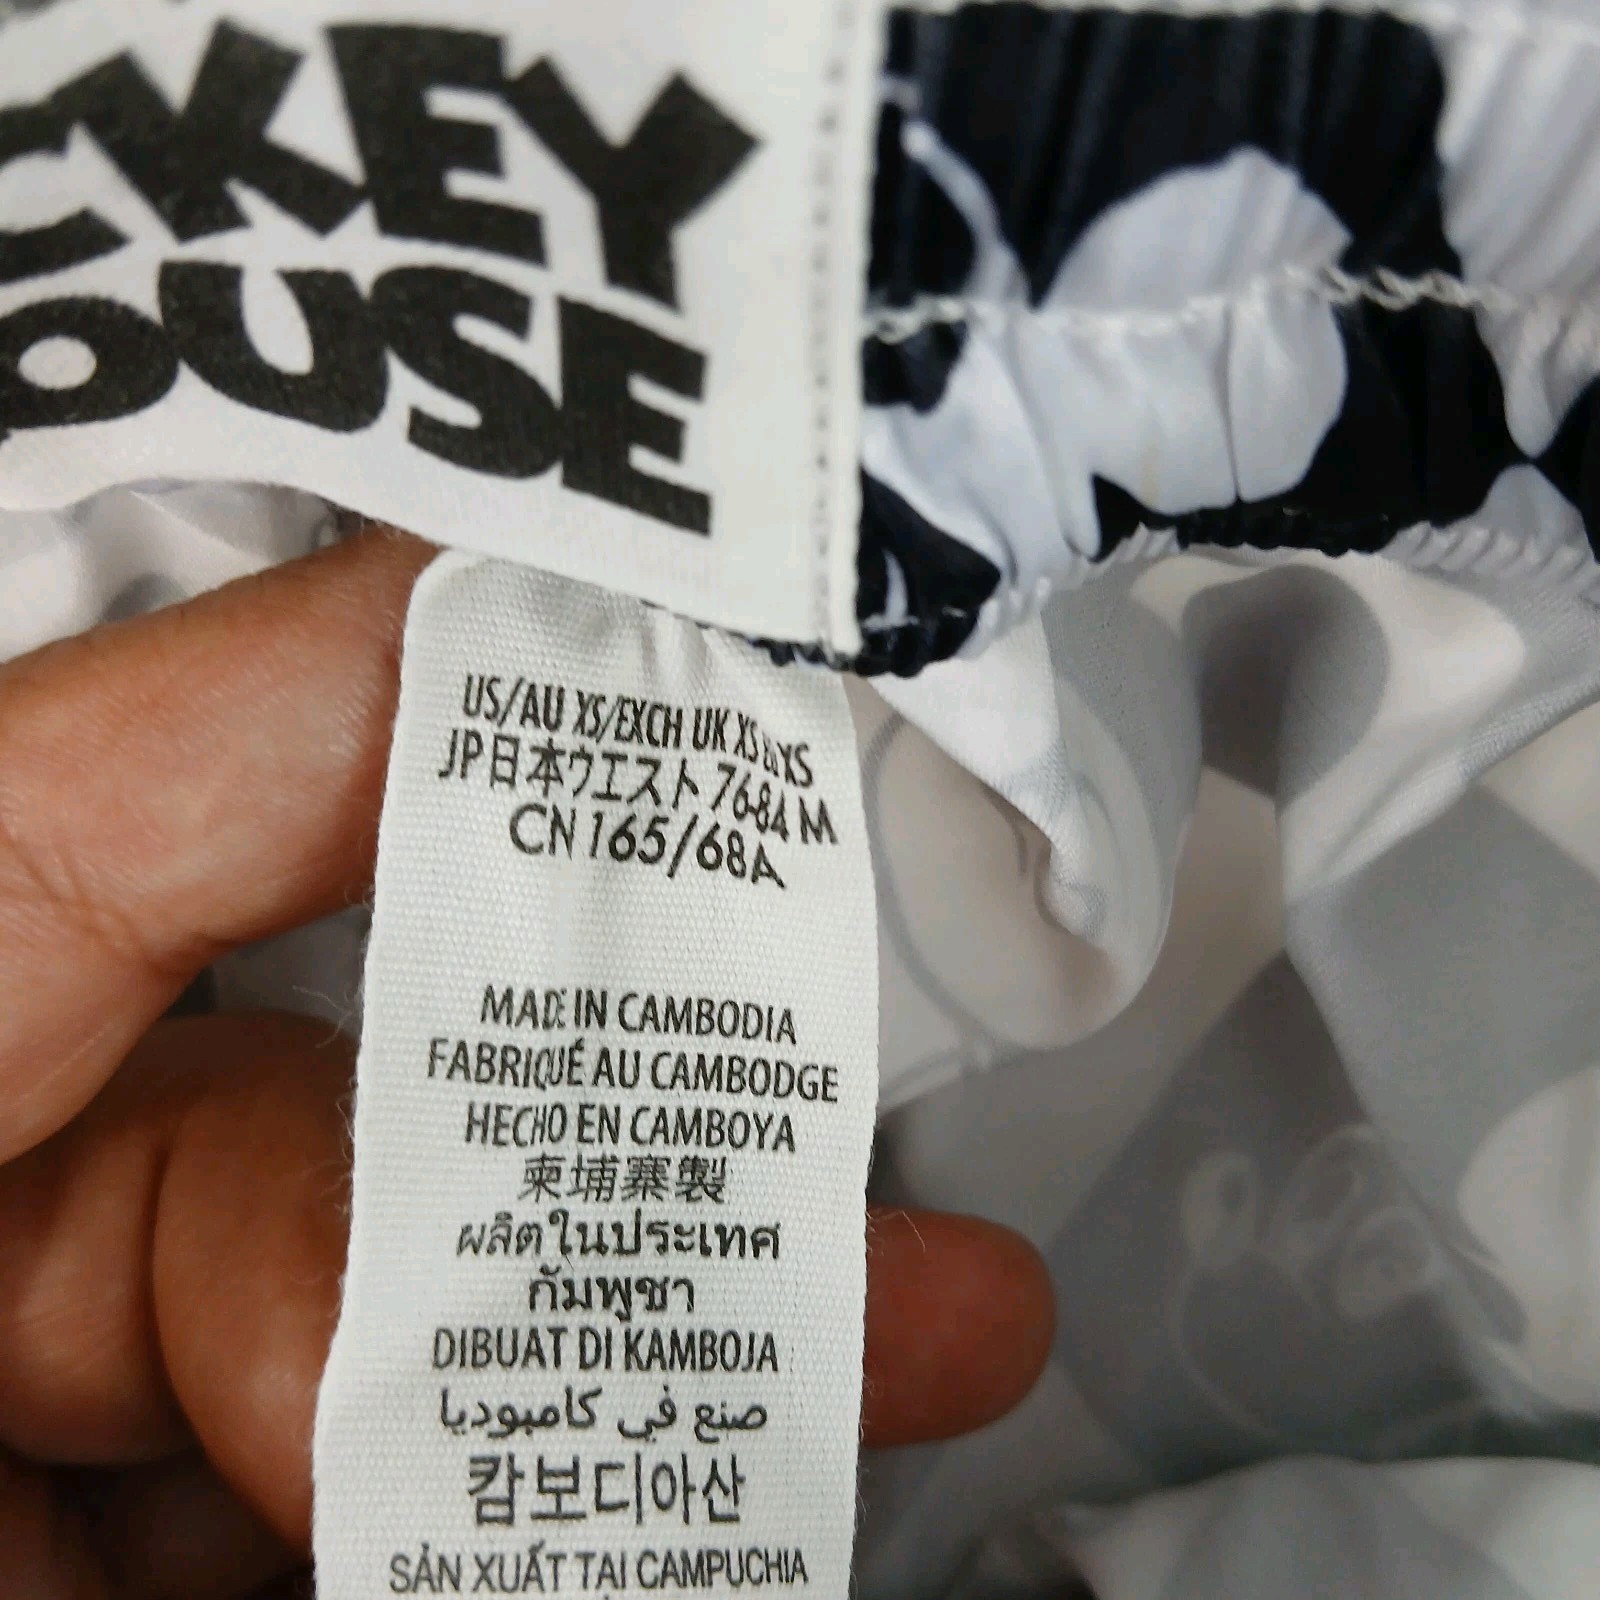 CKEY
OUSE
US/AU XS/EXCH UK XS XS
JP日本ウエスト 76-84 M
CN 165/68A
MADE IN CAMBODIA
FABRIQUÉ AU CAMBODGE
HECHO EN CAMBOYA
柬埔寨製
ผลิตในประเทศ
กัมพูชา
DIBUAT DI KAMBOJA
صنع في كامبوديا
캄보디아산
SẢN XUẤT TẠI CAMPUCHIA